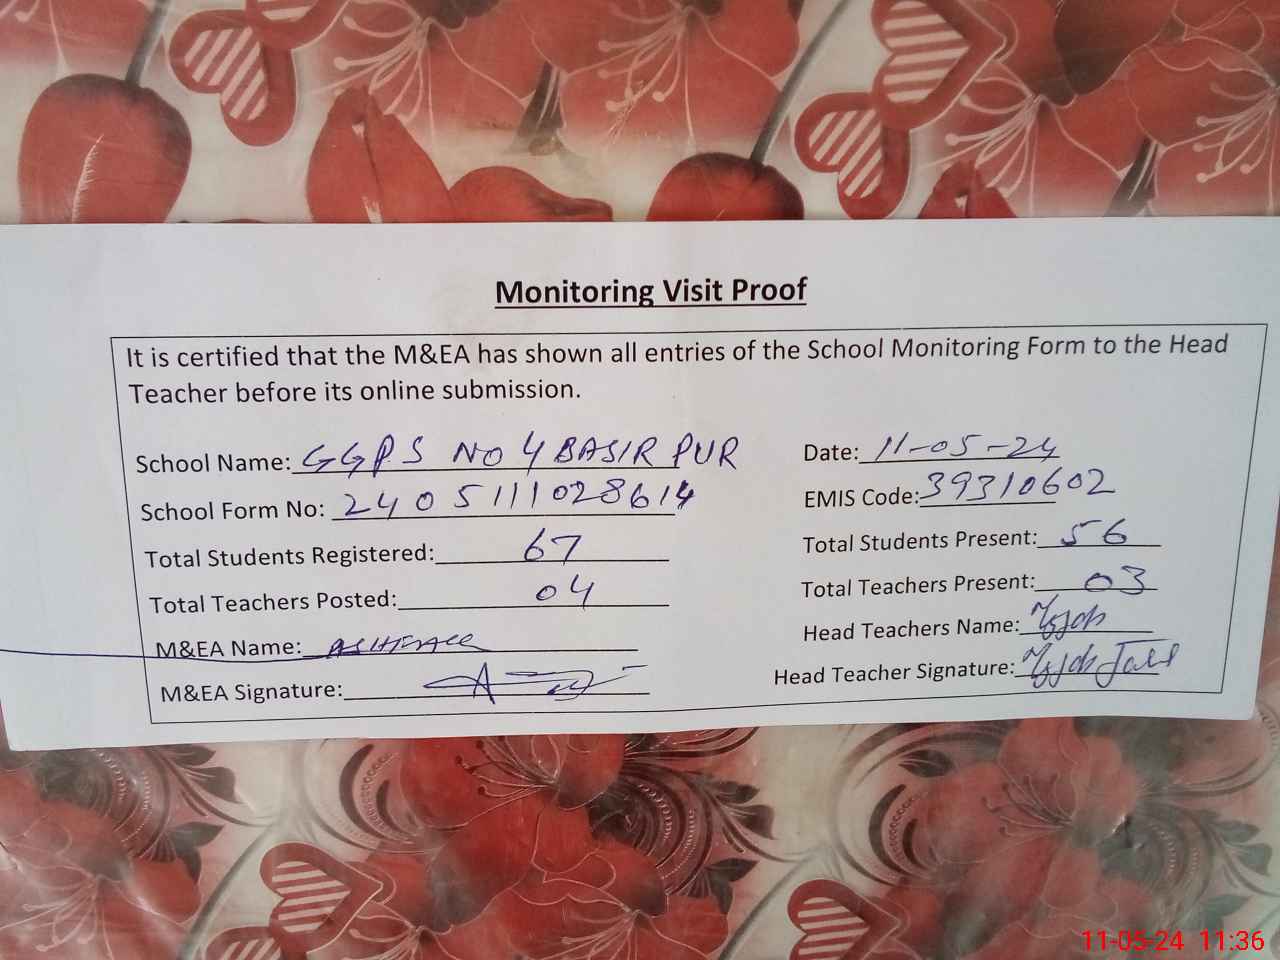 Monitoring Visit Proof
It is certified that the M&EA has shown all entries of the School Monitoring Form to the Head
Teacher before its online submission.
School Name: GGPS NO 4 BASIR PUR Date: 11-05-24
School Form No: 2405111028614 EMIS Code: 39310602
Total Students Registered: 67 Total Students Present: 56
Total Teachers Posted: 04 Total Teachers Present: 03
M&EA Name: Head Teachers Name:
M&EA Signature: Head Teacher Signature:
11-05-24 11:36